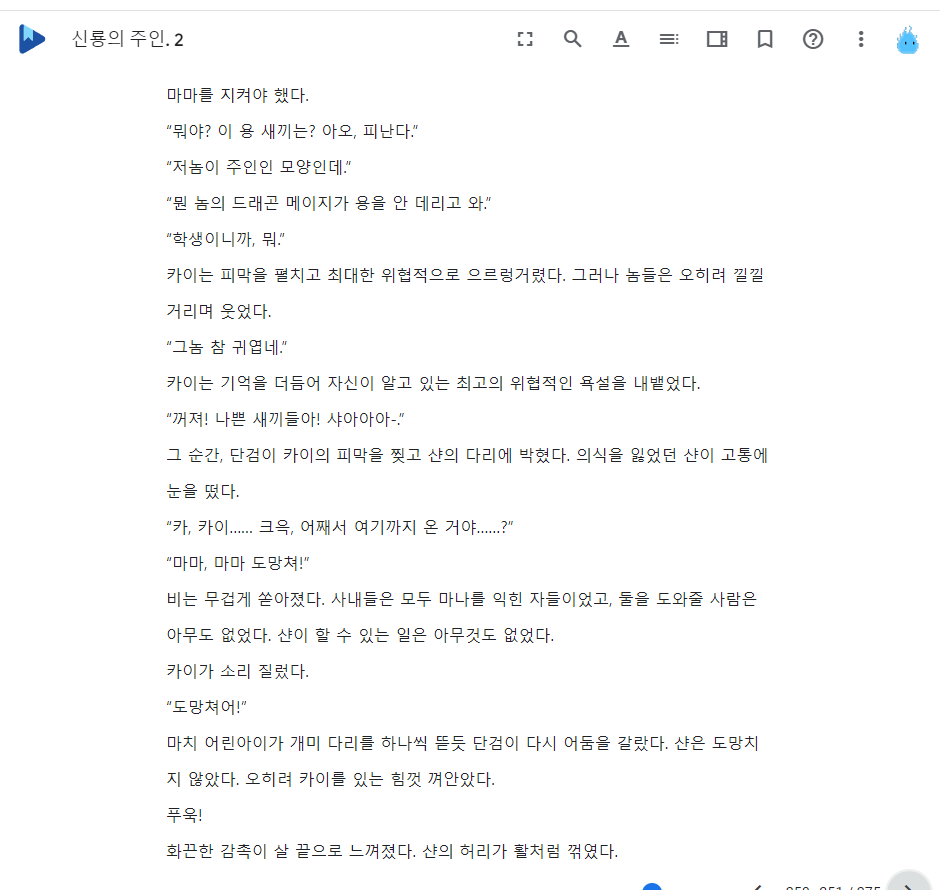 신룡의 주인. 2
마마를 지켜야 했다.
“뭐야? 이 용 새끼는? 아오, 피난다.”
“저놈이 주인인 모양인데.”
“뭔 놈의 드래곤 메이지가 용을 안 데리고 와.”
“학생이니까, 뭐.”
카이는 피막을 펼치고 최대한 위협적으로 으르렁거렸다. 그러나 놈들은 오히려 낄낄
거리며 웃었다.
“그놈 참 귀엽네.”
카이는 기억을 더듬어 자신이 알고 있는 최고의 위협적인 욕설을 내뱉었다.
“꺼져! 나쁜 새끼들아! 샤아아아-.”
그 순간, 단검이 카이의 피막을 찢고 샨의 다리에 박혔다. 의식을 잃었던 샨이 고통에
눈을 떴다.
“카, 카이...... 크윽, 어째서 여기까지 온 거야......?”
“마마, 마마 도망쳐!”
비는 무겁게 쏟아졌다. 사내들은 모두 마나를 익힌 자들이었고, 둘을 도와줄 사람은
아무도 없었다. 샨이 할 수 있는 일은 아무것도 없었다.
카이가 소리 질렀다.
“도망쳐어!”
마치 어린아이가 개미 다리를 하나씩 뜯듯 단검이 다시 어둠을 갈랐다. 샨은 도망치
지 않았다. 오히려 카이를 있는 힘껏 껴안았다.
푸욱!
화끈한 감촉이 살 끝으로 느껴졌다. 샨의 허리가 활처럼 꺾였다.